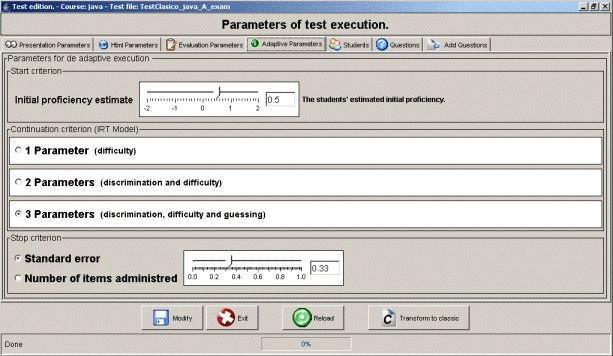 Test edition. - Course: java - Test file: TestClasico_java_A_exam
Parameters of test execution.
Presentation Parameters Html Parameters Evaluation Parameters Adaptive Parameters Students Questions Add Questions
Parameters for de adaptive execution
Start criterion
Initial proficiency estimate 0.5 The students' estimated initial proficiency.
-2 -1 0 1 2
Continuation criterion (IRT Model)
1 Parameter (difficulty)
2 Parameters (discrimination and difficulty)
3 Parameters (discrimination, difficulty and guessing)
Stop criterion
Standard error 0.33
Number of items administred 0.0 0.2 0.4 0.6 0.8 1.0
Modify Exit Reload Transform to classic
Done 0%